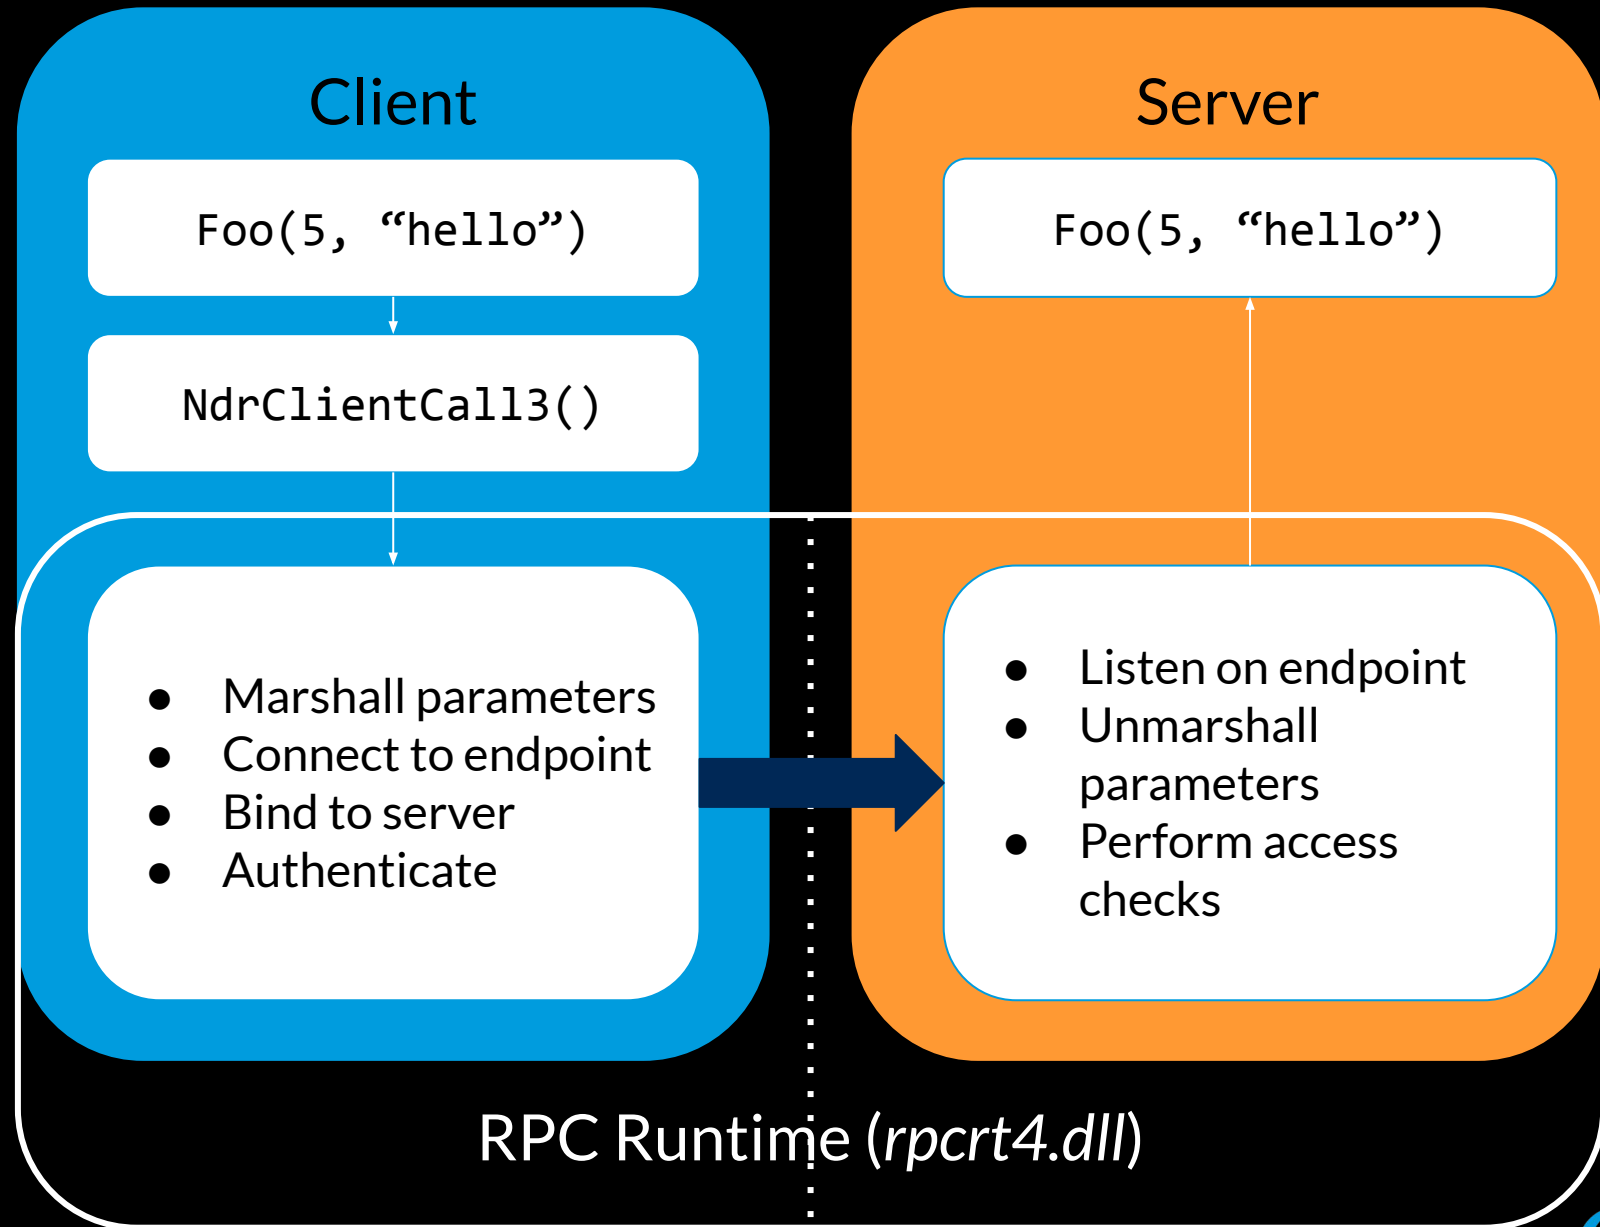 Client
Foo(5, “hello”)
NdrClientCall3()
● Marshall parameters
● Connect to endpoint
● Bind to server
● Authenticate
Server
Foo(5, “hello”)
● Listen on endpoint
● Unmarshall
parameters
● Perform access
checks
RPC Runtime (rpcrt4.dll)